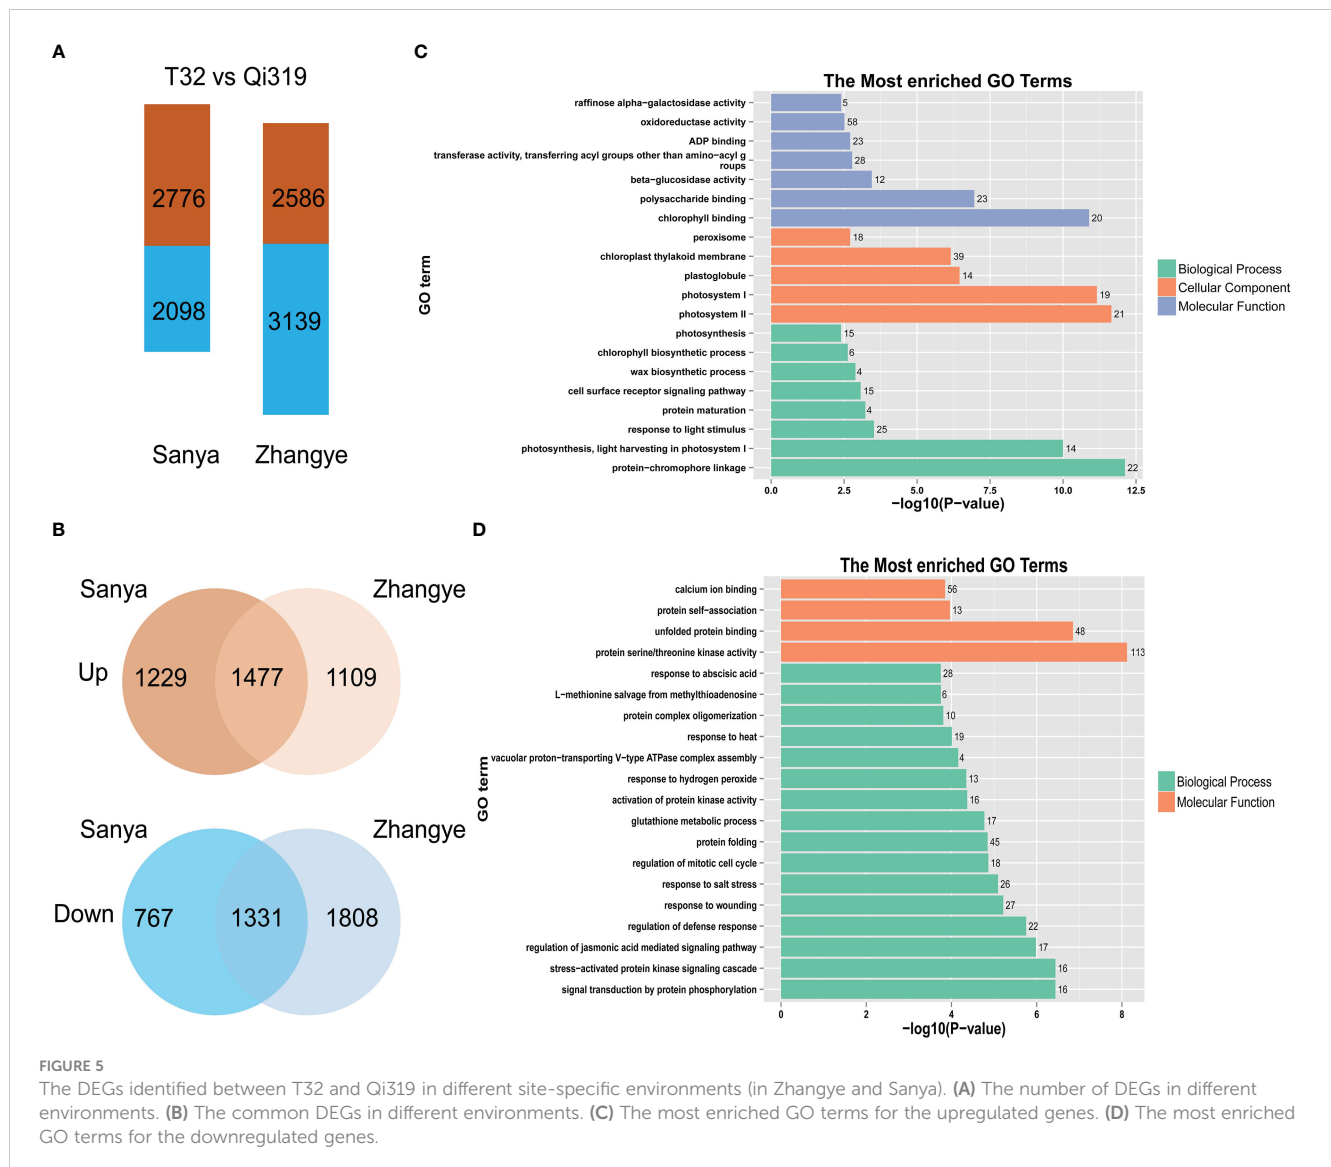 A
T32 vs Qi319
2776
2586
2098
3139
Sanya
Zhangye
B
Sanya
Zhangye
Up
1229
1477
1109
Sanya
Zhangye
Down
767
1331
1808
C
The Most enriched GO Terms
GO term
raffinose alpha−galactosidase activity
5
oxidoreductase activity
58
ADP binding
23
transferase activity, transferring acyl groups other than amino−acyl g
roups
28
beta−glucosidase activity
12
polysaccharide binding
23
chlorophyll binding
20
peroxisome
18
chloroplast thylakoid membrane
39
plastoglobule
14
photosystem I
19
photosystem II
21
photosynthesis
15
chlorophyll biosynthetic process
6
wax biosynthetic process
4
cell surface receptor signaling pathway
15
protein maturation
4
response to light stimulus
25
photosynthesis, light harvesting in photosystem I
14
protein−chromophore linkage
22
0.0 2.5 5.0 7.5 10.0 12.5
−log10(P−value)
Biological Process
Cellular Component
Molecular Function
D
The Most enriched GO Terms
GO term
calcium ion binding
56
protein self−association
13
unfolded protein binding
48
protein serine/threonine kinase activity
113
response to abscisic acid
28
L−methionine salvage from methylthioadenosine
6
protein complex oligomerization
10
response to heat
19
vacuolar proton−transporting V−type ATPase complex assembly
4
response to hydrogen peroxide
13
activation of protein kinase activity
16
glutathione metabolic process
17
protein folding
45
regulation of mitotic cell cycle
18
response to salt stress
26
response to wounding
27
regulation of defense response
22
regulation of jasmonic acid mediated signaling pathway
17
stress−activated protein kinase signaling cascade
16
signal transduction by protein phosphorylation
16
0 2 4 6 8
−log10(P−value)
Biological Process
Molecular Function
FIGURE 5
The DEGs identified between T32 and Qi319 in different site-specific environments (in Zhangye and Sanya). (A) The number of DEGs in different
environments. (B) The common DEGs in different environments. (C) The most enriched GO terms for the upregulated genes. (D) The most enriched
GO terms for the downregulated genes.